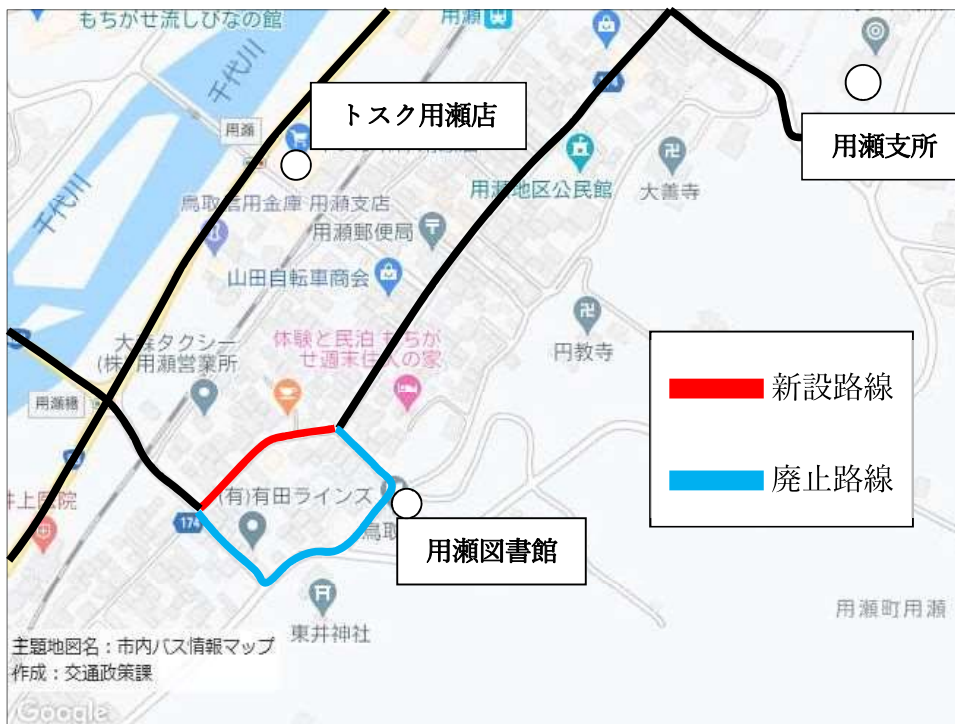 もちがせ流しびなの館
用瀬
千代川
トスク用瀬店
用瀬
用瀬支所
千代川
用瀬地区公民館
大善寺
鳥取信用金庫 用瀬支店
用瀬郵便局
山田自転車商会
大森タクシー
(株) 用瀬営業所
体験と民泊 もちが
せ週末住人の家
円教寺
新設路線
用瀬橋
廃止路線
井上医院
(有)有田ラインズ
174
鳥取
用瀬図書館
東井神社
用瀬町用瀬
主題地図名：市内バス情報マップ
作成：交通政策課
Google